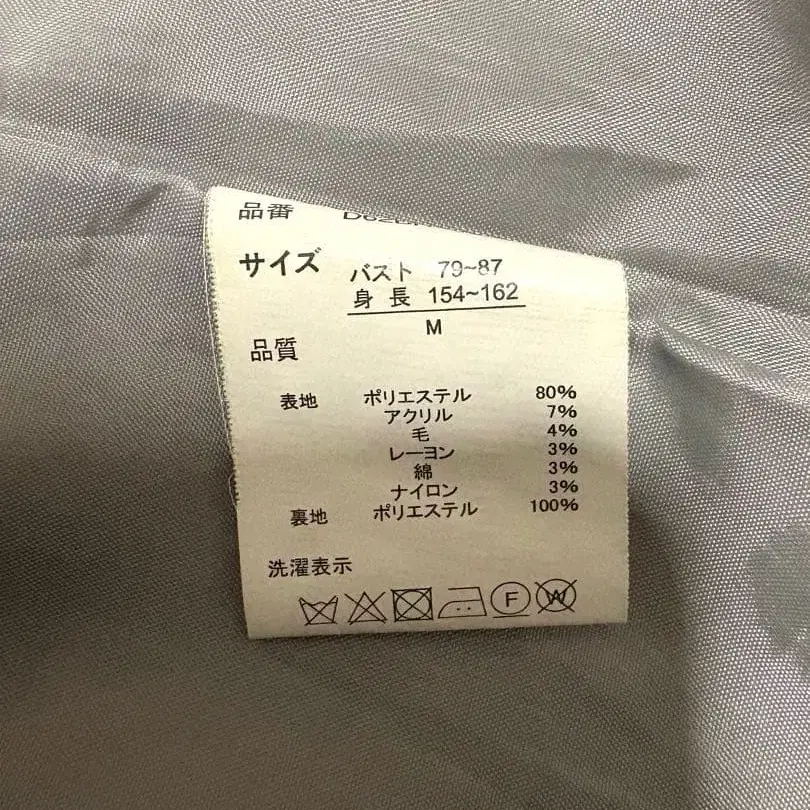 品番
サイズ バスト 79~87
身長 154~162
M
品質
表地 ポリエステル 80%
アクリル 7%
毛 4%
レーヨン 3%
綿 3%
ナイロン 3%
裏地 ポリエステル 100%
洗濯表示
F W